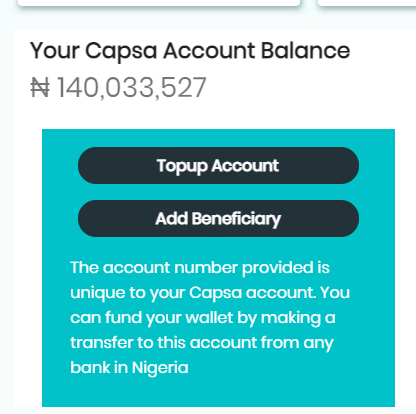 Your Capsa Account Balance
₦ 140,033,527
Topup Account
Add Beneficiary
The account number provided is
unique to your Capsa account. You
can fund your wallet by making a
transfer to this account from any
bank in Nigeria